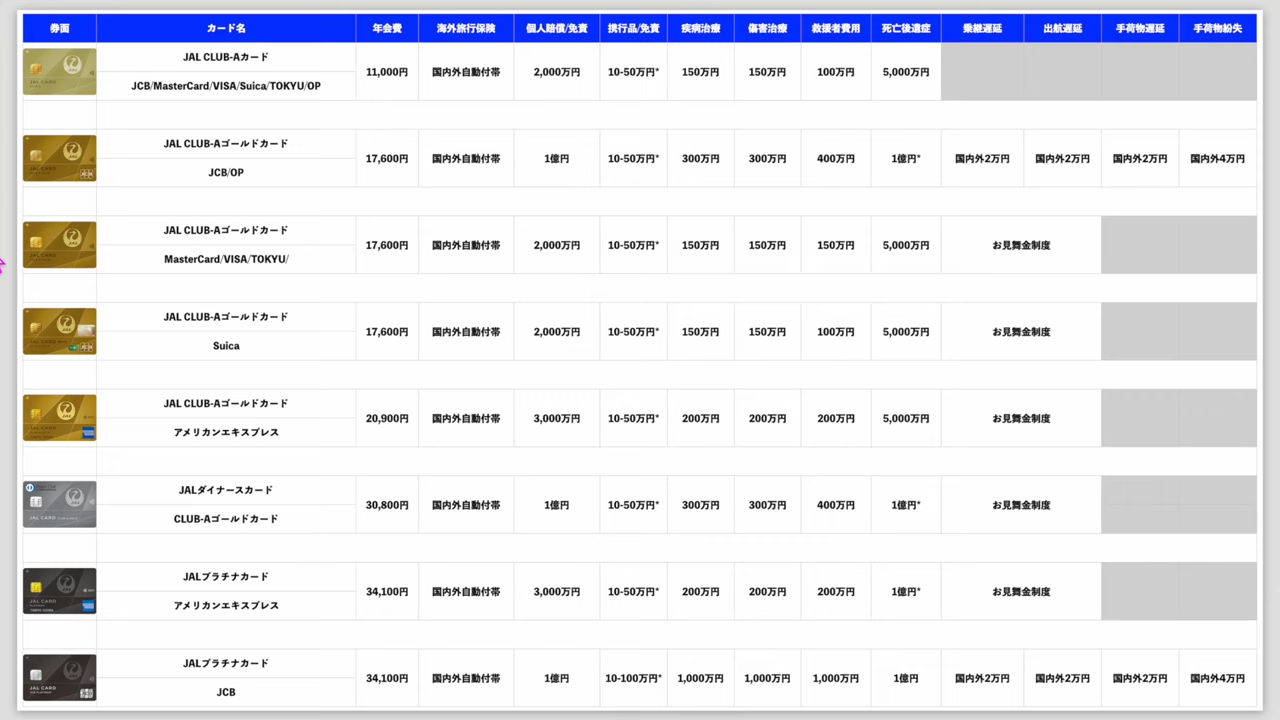 券面 カード名 年会費 海外旅行保険 個人賠償/免責 携行品/免責 疾病治療 傷害治療 救援者費用 死亡後遺症 乗継遅延 出航遅延 手荷物遅延 手荷物紛失
JAL CLUB-Aカード
11,000円 国内外自動付帯 2,000万円 10-50万円* 150万円 150万円 100万円 5,000万円
JCB/MasterCard/VISA/Suica/TOKYU/OP
JAL CLUB-Aゴールドカード
17,600円 国内外自動付帯 1億円 10-50万円* 300万円 300万円 400万円 1億円* 国内外2万円 国内外2万円 国内外2万円 国内外4万円
JCB/OP
JAL CLUB-Aゴールドカード
17,600円 国内外自動付帯 2,000万円 10-50万円* 150万円 150万円 150万円 5,000万円 お見舞金制度
MasterCard/VISA/TOKYU/
JAL CLUB-Aゴールドカード
17,600円 国内外自動付帯 2,000万円 10-50万円* 150万円 150万円 100万円 5,000万円 お見舞金制度
Suica
JAL CLUB-Aゴールドカード
20,900円 国内外自動付帯 3,000万円 10-50万円* 200万円 200万円 200万円 5,000万円 お見舞金制度
アメリカンエキスプレス
JALダイナースカード
30,800円 国内外自動付帯 1億円 10-50万円* 300万円 300万円 400万円 1億円* お見舞金制度
CLUB-Aゴールドカード
JAL CARD
JALプラチナカード
34,100円 国内外自動付帯 3,000万円 10-50万円* 200万円 200万円 200万円 1億円* お見舞金制度
アメリカンエキスプレス
JAL CARD
JALプラチナカード
34,100円 国内外自動付帯 1億円 10-100万円* 1,000万円 1,000万円 1,000万円 1億円 国内外2万円 国内外2万円 国内外2万円 国内外4万円
JCB
JAL CARD